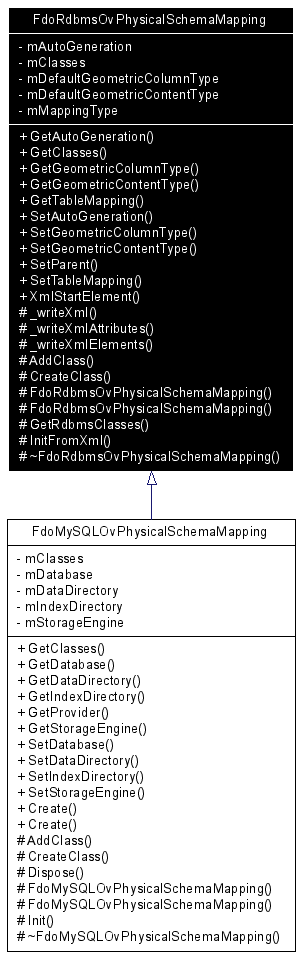 FdoRdbmsOvPhysicalSchemaMapping
- mAutoGeneration
- mClasses
- mDefaultGeometricColumnType
- mDefaultGeometricContentType
- mMappingType
+ GetAutoGeneration()
+ GetClasses()
+ GetGeometricColumnType()
+ GetGeometricContentType()
+ GetTableMapping()
+ SetAutoGeneration()
+ SetGeometricColumnType()
+ SetGeometricContentType()
+ SetParent()
+ SetTableMapping()
+ XmlStartElement()
# _writeXml()
# _writeXmlAttributes()
# _writeXmlElements()
# AddClass()
# CreateClass()
# FdoRdbmsOvPhysicalSchemaMapping()
# FdoRdbmsOvPhysicalSchemaMapping()
# GetRdbmsClasses()
# InitFromXml()
# ~FdoRdbmsOvPhysicalSchemaMapping()
FdoMySQLOvPhysicalSchemaMapping
- mClasses
- mDatabase
- mDataDirectory
- mIndexDirectory
- mStorageEngine
+ GetClasses()
+ GetDatabase()
+ GetDataDirectory()
+ GetIndexDirectory()
+ GetProvider()
+ GetStorageEngine()
+ SetDatabase()
+ SetDataDirectory()
+ SetIndexDirectory()
+ SetStorageEngine()
+ Create()
+ Create()
# AddClass()
# CreateClass()
# Dispose()
# FdoMySQLOvPhysicalSchemaMapping()
# FdoMySQLOvPhysicalSchemaMapping()
# Init()
# ~FdoMySQLOvPhysicalSchemaMapping()